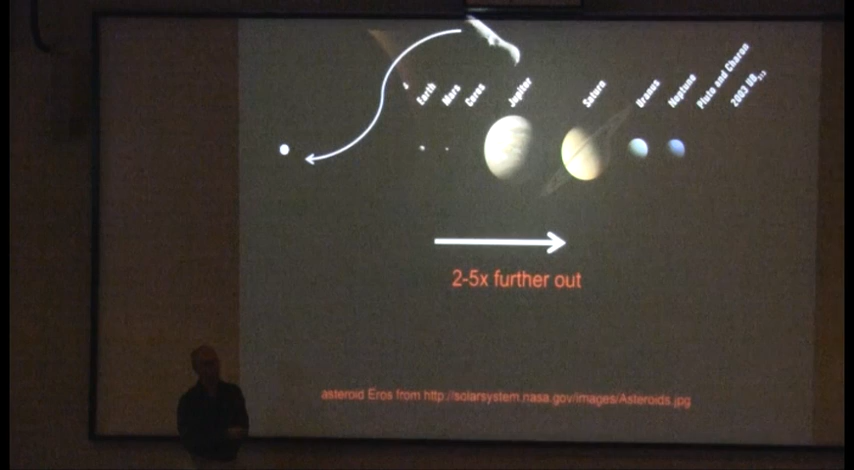 Earth
Mars
Ceres
Jupiter
Saturn
Uranus
Neptune
Pluto and Charon
2003 UB313
2-5x further out
asteroid Eros from http://solarsystem.nasa.gov/images/Asteroids.jpg